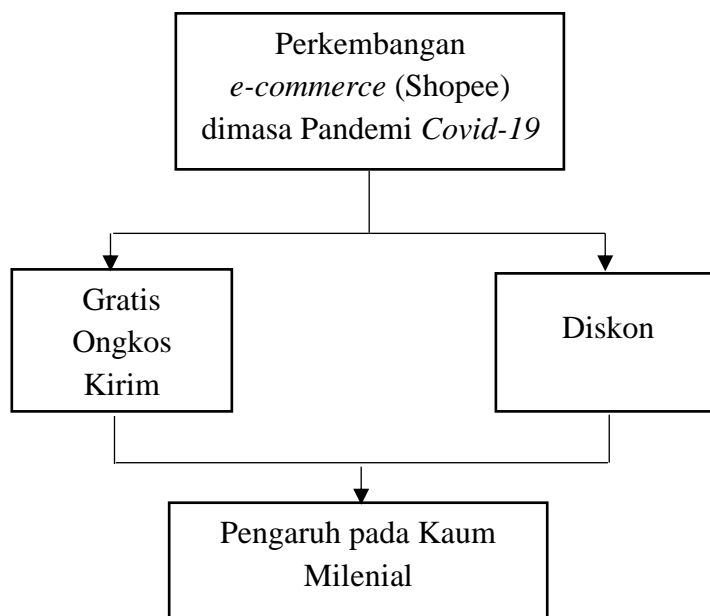 Perkembangan
e-commerce (Shopee)
dimasa Pandemi Covid-19
Gratis
Ongkos
Kirim
Diskon
Pengaruh pada Kaum
Milenial